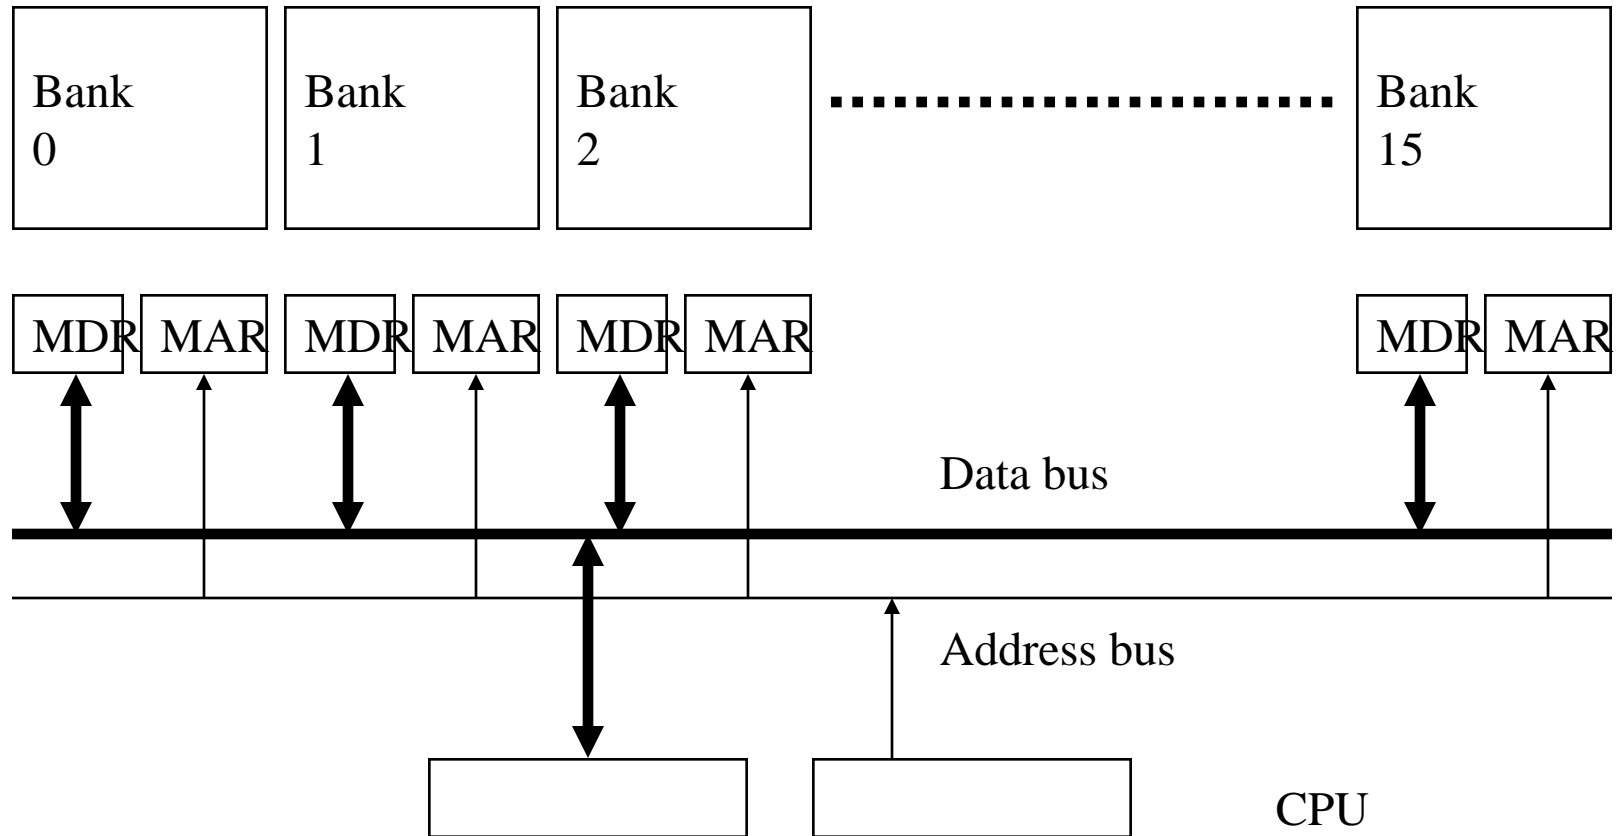 Bank
0
Bank
1
Bank
2
Bank
15
MDR MAR MDR MAR MDR MAR MDR MAR
Data bus
Address bus
CPU